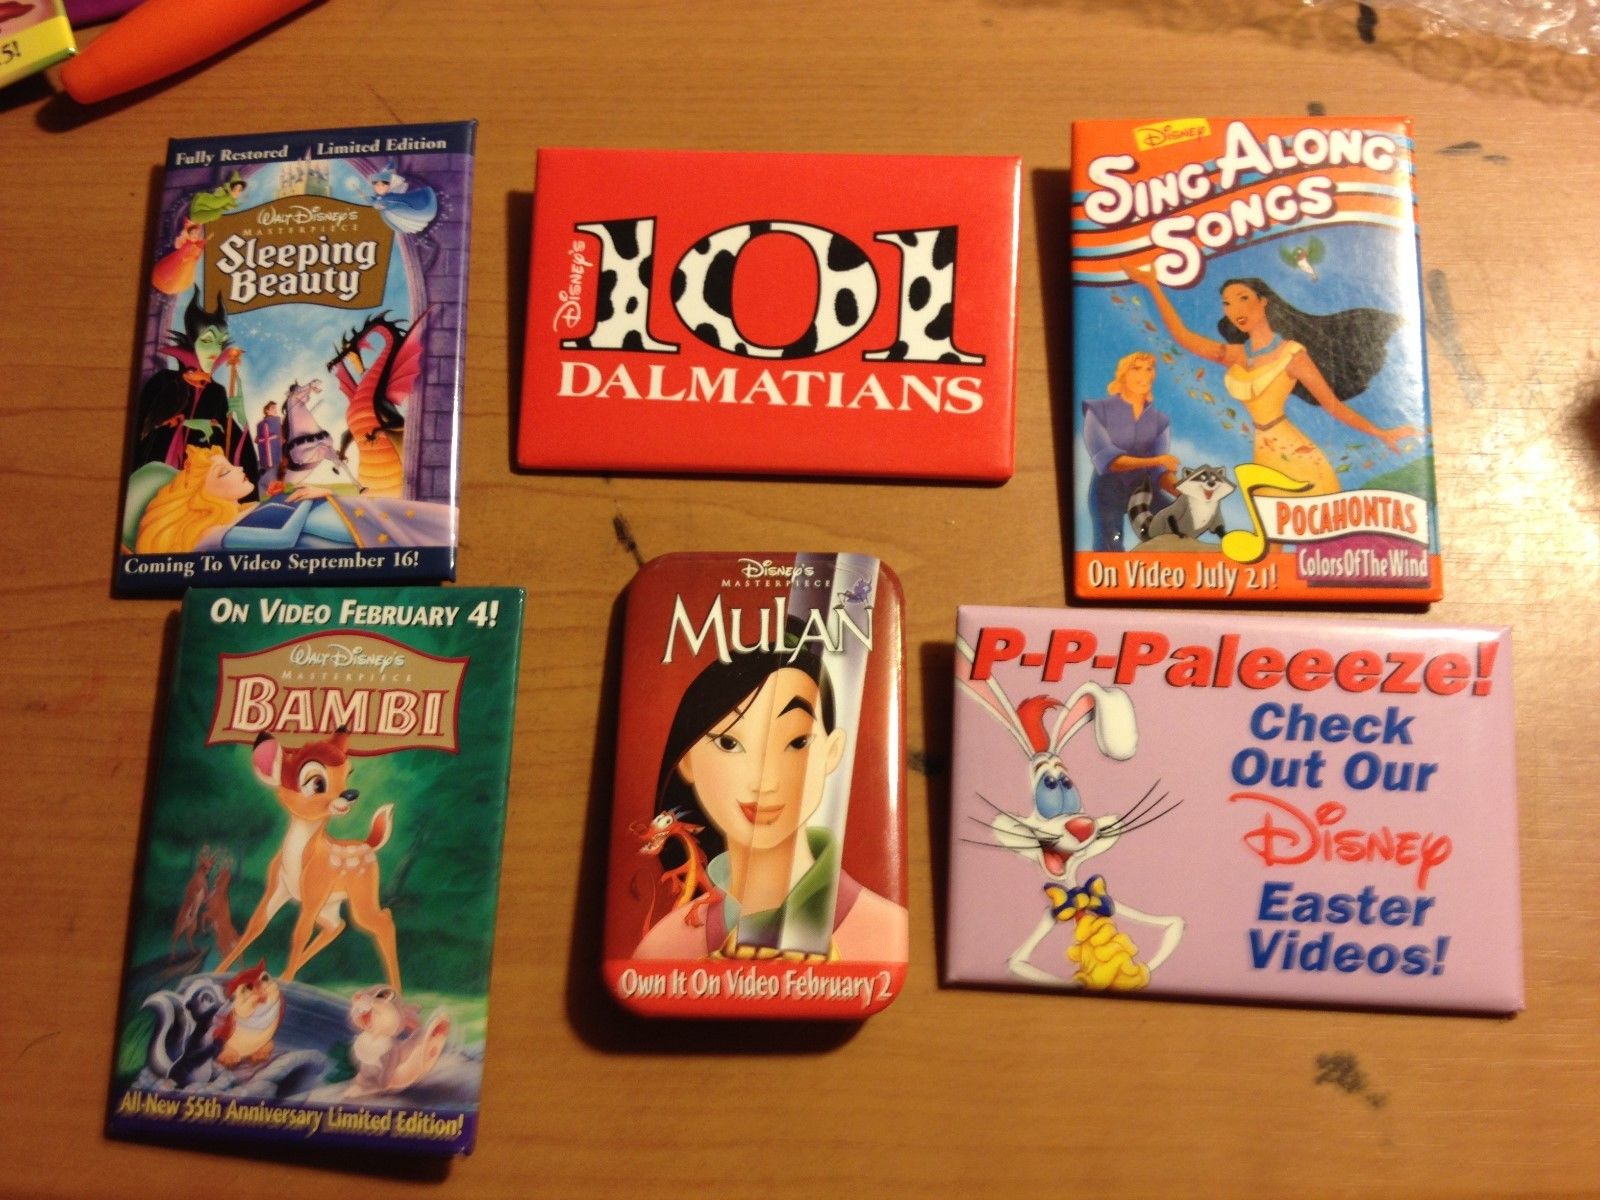 5!
Fully Restored Limited Edition
Walt Disney's
MASTERPIECE
Sleeping
Beauty
Coming To Video September 16!
Disney's
101
DALMATIANS
Disney
SING ALONG
SONGS
POCAHONTAS
Colors Of The Wind
On Video July 21!
ON VIDEO FEBRUARY 4!
Walt Disney's
MASTERPIECE
BAMBI
All-New 55th Anniversary Limited Edition!
Disney's
MASTERPIECE
MULAN
Own It On Video February 2
P-P-Paleeeze!
Check
Out Our
Disney
Easter
Videos!